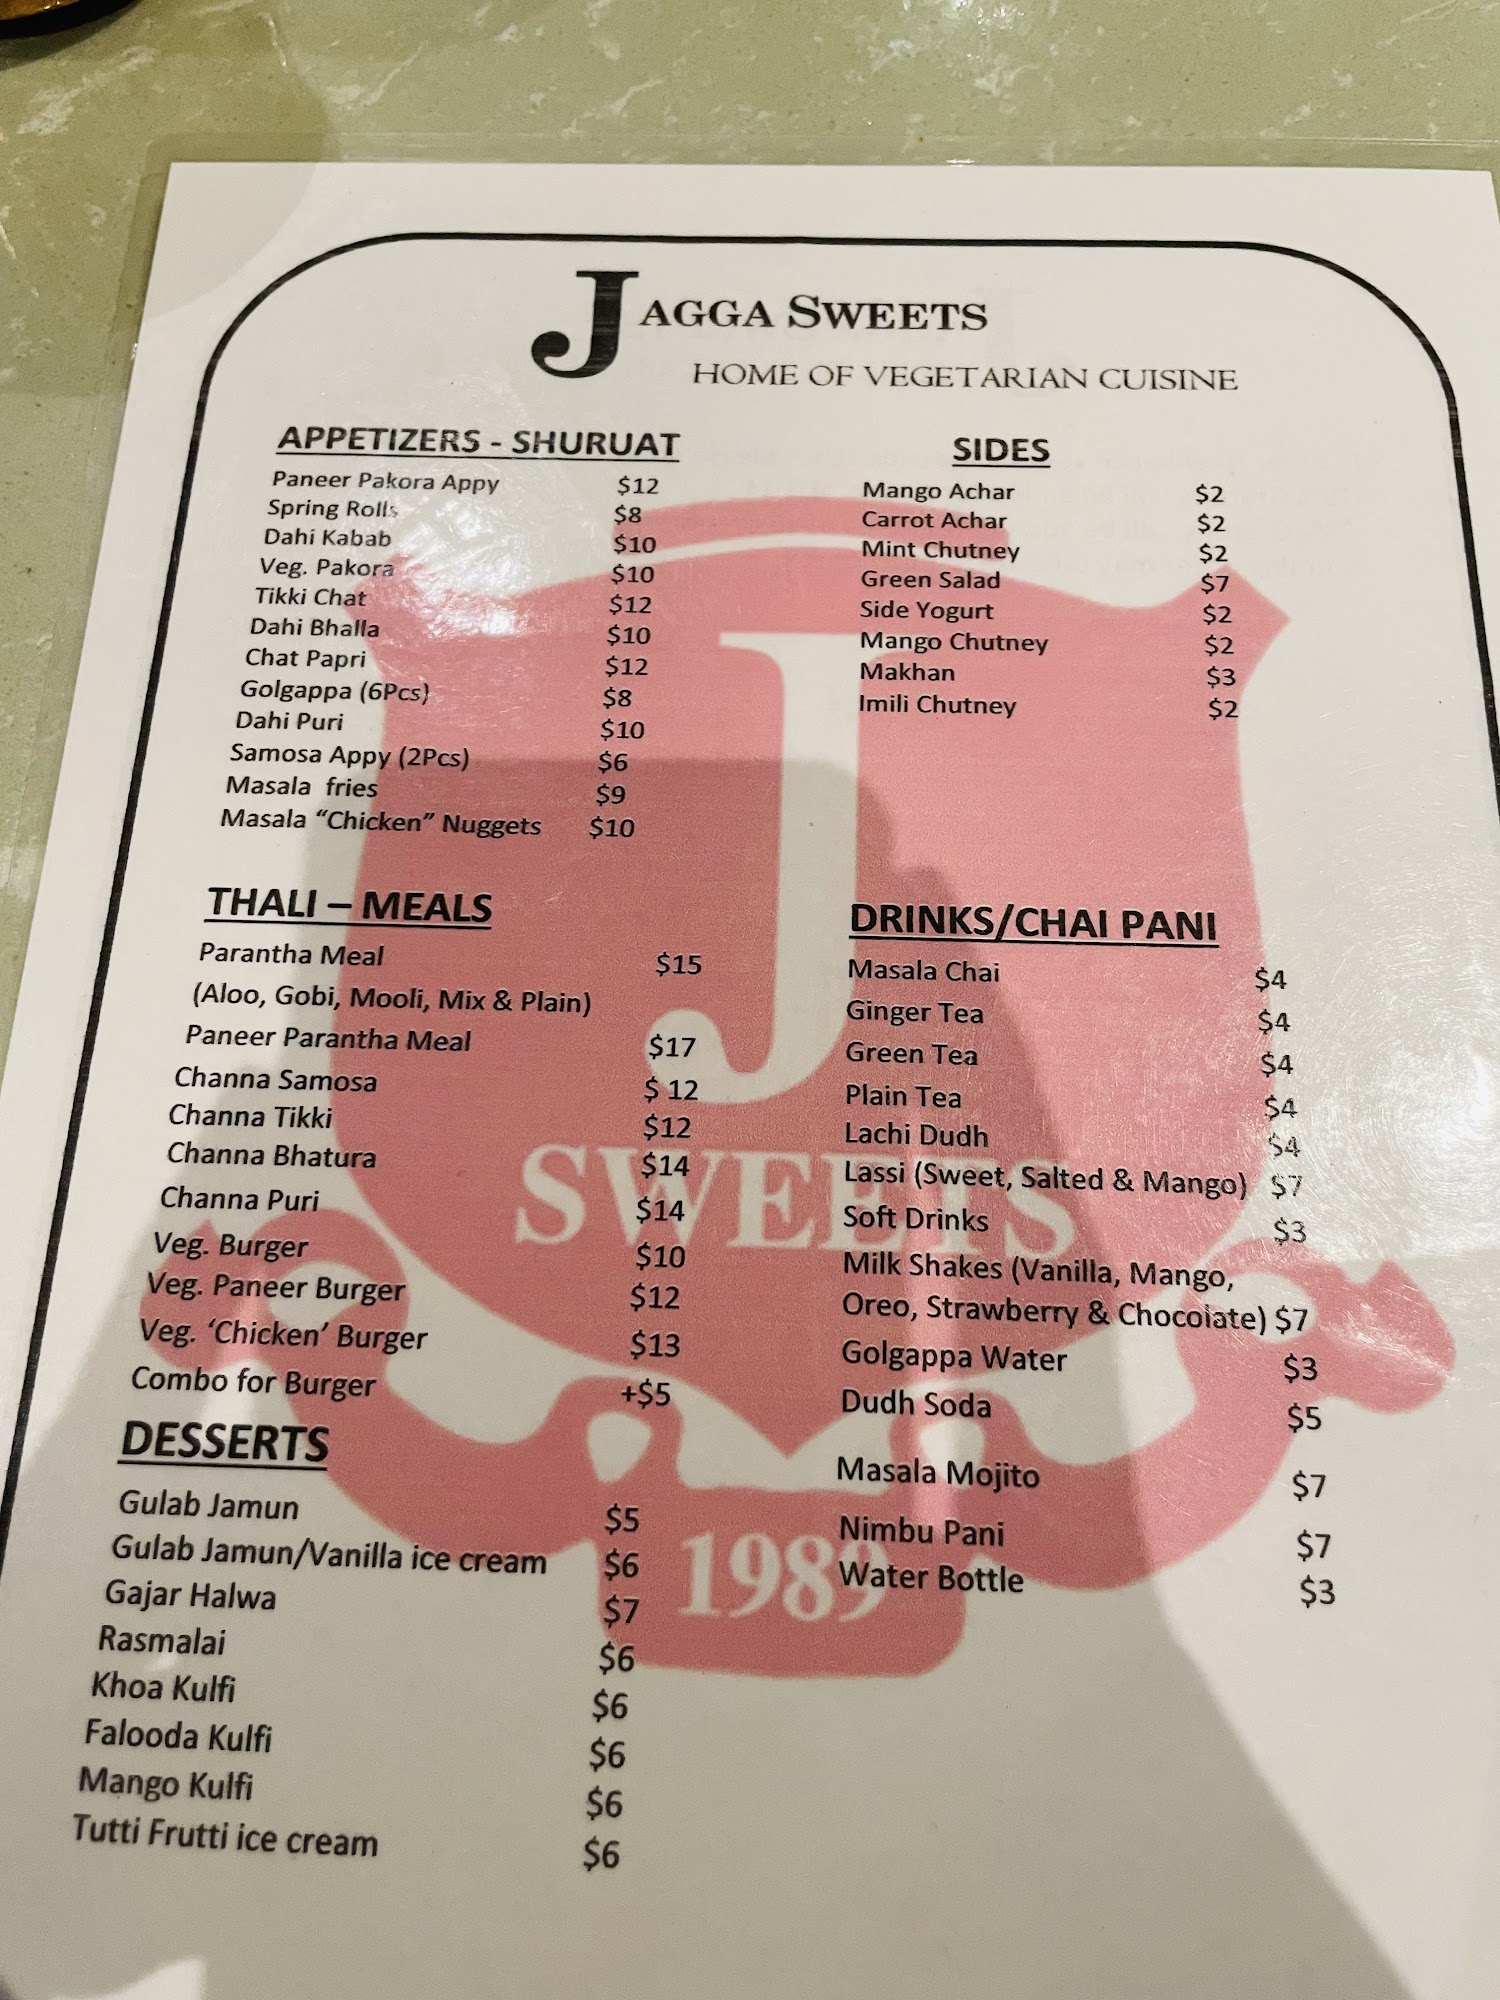 JAGGA SWEETS
HOME OF VEGETARIAN CUISINE
APPETIZERS - SHURUAT
Paneer Pakora Appy $12
Spring Rolls $8
Dahi Kabab $10
Veg. Pakora $10
Tikki Chat $12
Dahi Bhalla $10
Chat Papri $12
Golgappa (6Pcs) $8
Dahi Puri $10
Samosa Appy (2Pcs) $6
Masala fries $9
Masala “Chicken” Nuggets $10
SIDES
Mango Achar $2
Carrot Achar $2
Mint Chutney $2
Green Salad $7
Side Yogurt $2
Mango Chutney $2
Makhan $3
Imili Chutney $2
THALI – MEALS
Parantha Meal $15
(Aloo, Gobi, Mooli, Mix & Plain)
Paneer Parantha Meal $17
Channa Samosa $ 12
Channa Tikki $12
Channa Bhatura $14
Channa Puri $14
Veg. Burger $10
Veg. Paneer Burger $12
Veg. ‘Chicken’ Burger $13
Combo for Burger +$5
DRINKS/CHAI PANI
Masala Chai $4
Ginger Tea $4
Green Tea $4
Plain Tea $4
Lachi Dudh $4
Lassi (Sweet, Salted & Mango) $7
Soft Drinks $3
Milk Shakes (Vanilla, Mango,
Oreo, Strawberry & Chocolate) $7
Golgappa Water $3
Dudh Soda $5
Masala Mojito $7
Nimbu Pani $7
Water Bottle $3
DESSERTS
Gulab Jamun $5
Gulab Jamun/Vanilla ice cream $6
Gajar Halwa $7
Rasmalai $6
Khoa Kulfi $6
Falooda Kulfi $6
Mango Kulfi $6
Tutti Frutti ice cream $6
J
SWEETS
1989